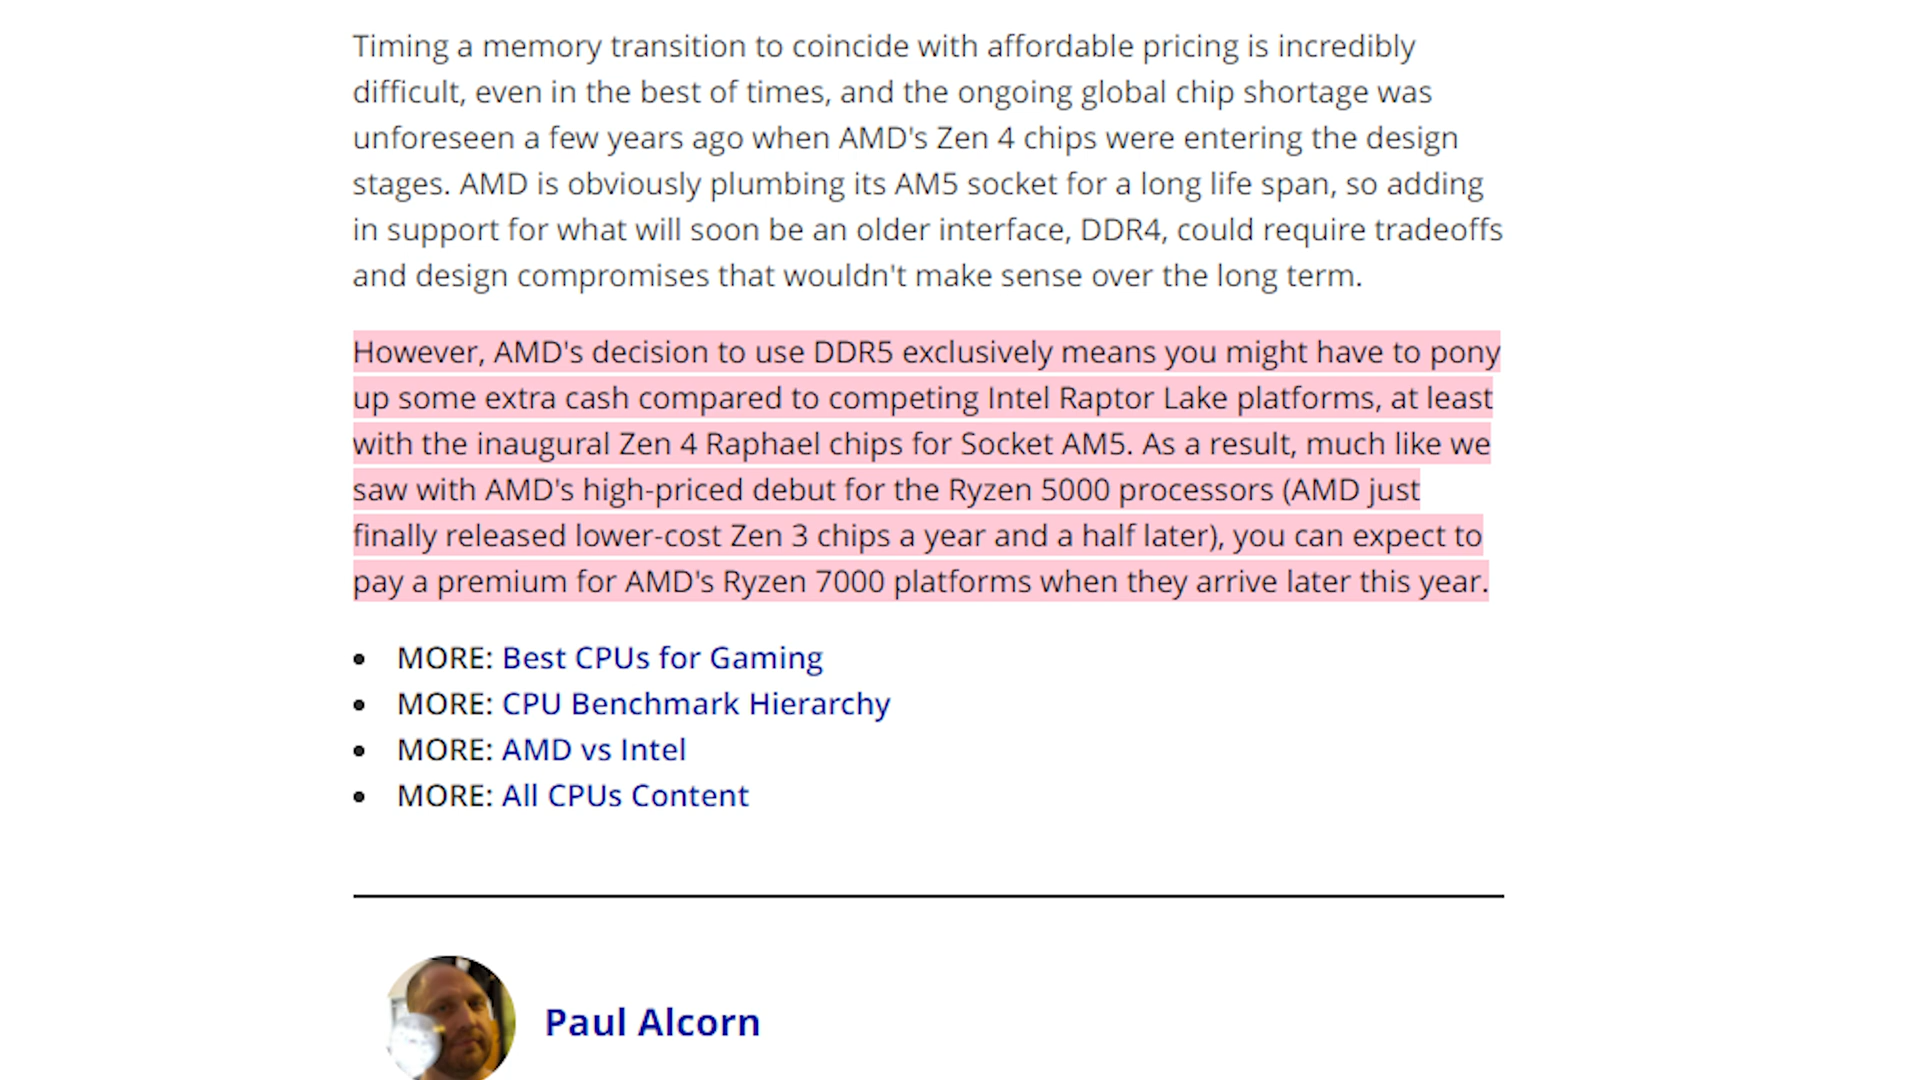 Timing a memory transition to coincide with affordable pricing is incredibly
difficult, even in the best of times, and the ongoing global chip shortage was
unforeseen a few years ago when AMD's Zen 4 chips were entering the design
stages. AMD is obviously plumbing its AM5 socket for a long life span, so adding
in support for what will soon be an older interface, DDR4, could require tradeoffs
and design compromises that wouldn't make sense over the long term.
However, AMD's decision to use DDR5 exclusively means you might have to pony
up some extra cash compared to competing Intel Raptor Lake platforms, at least
with the inaugural Zen 4 Raphael chips for Socket AM5. As a result, much like we
saw with AMD's high-priced debut for the Ryzen 5000 processors (AMD just
finally released lower-cost Zen 3 chips a year and a half later), you can expect to
pay a premium for AMD's Ryzen 7000 platforms when they arrive later this year.
• MORE: Best CPUs for Gaming
• MORE: CPU Benchmark Hierarchy
• MORE: AMD vs Intel
• MORE: All CPUs Content
Paul Alcorn